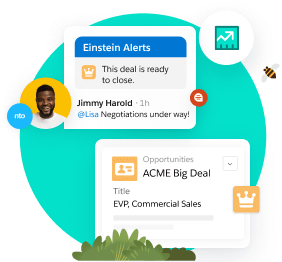 Einstein Alerts
This deal is ready
to close.
Jimmy Harold · 1h
@Lisa Negotiations under way!
nto
Opportunities
ACME Big Deal
Title
EVP, Commercial Sales